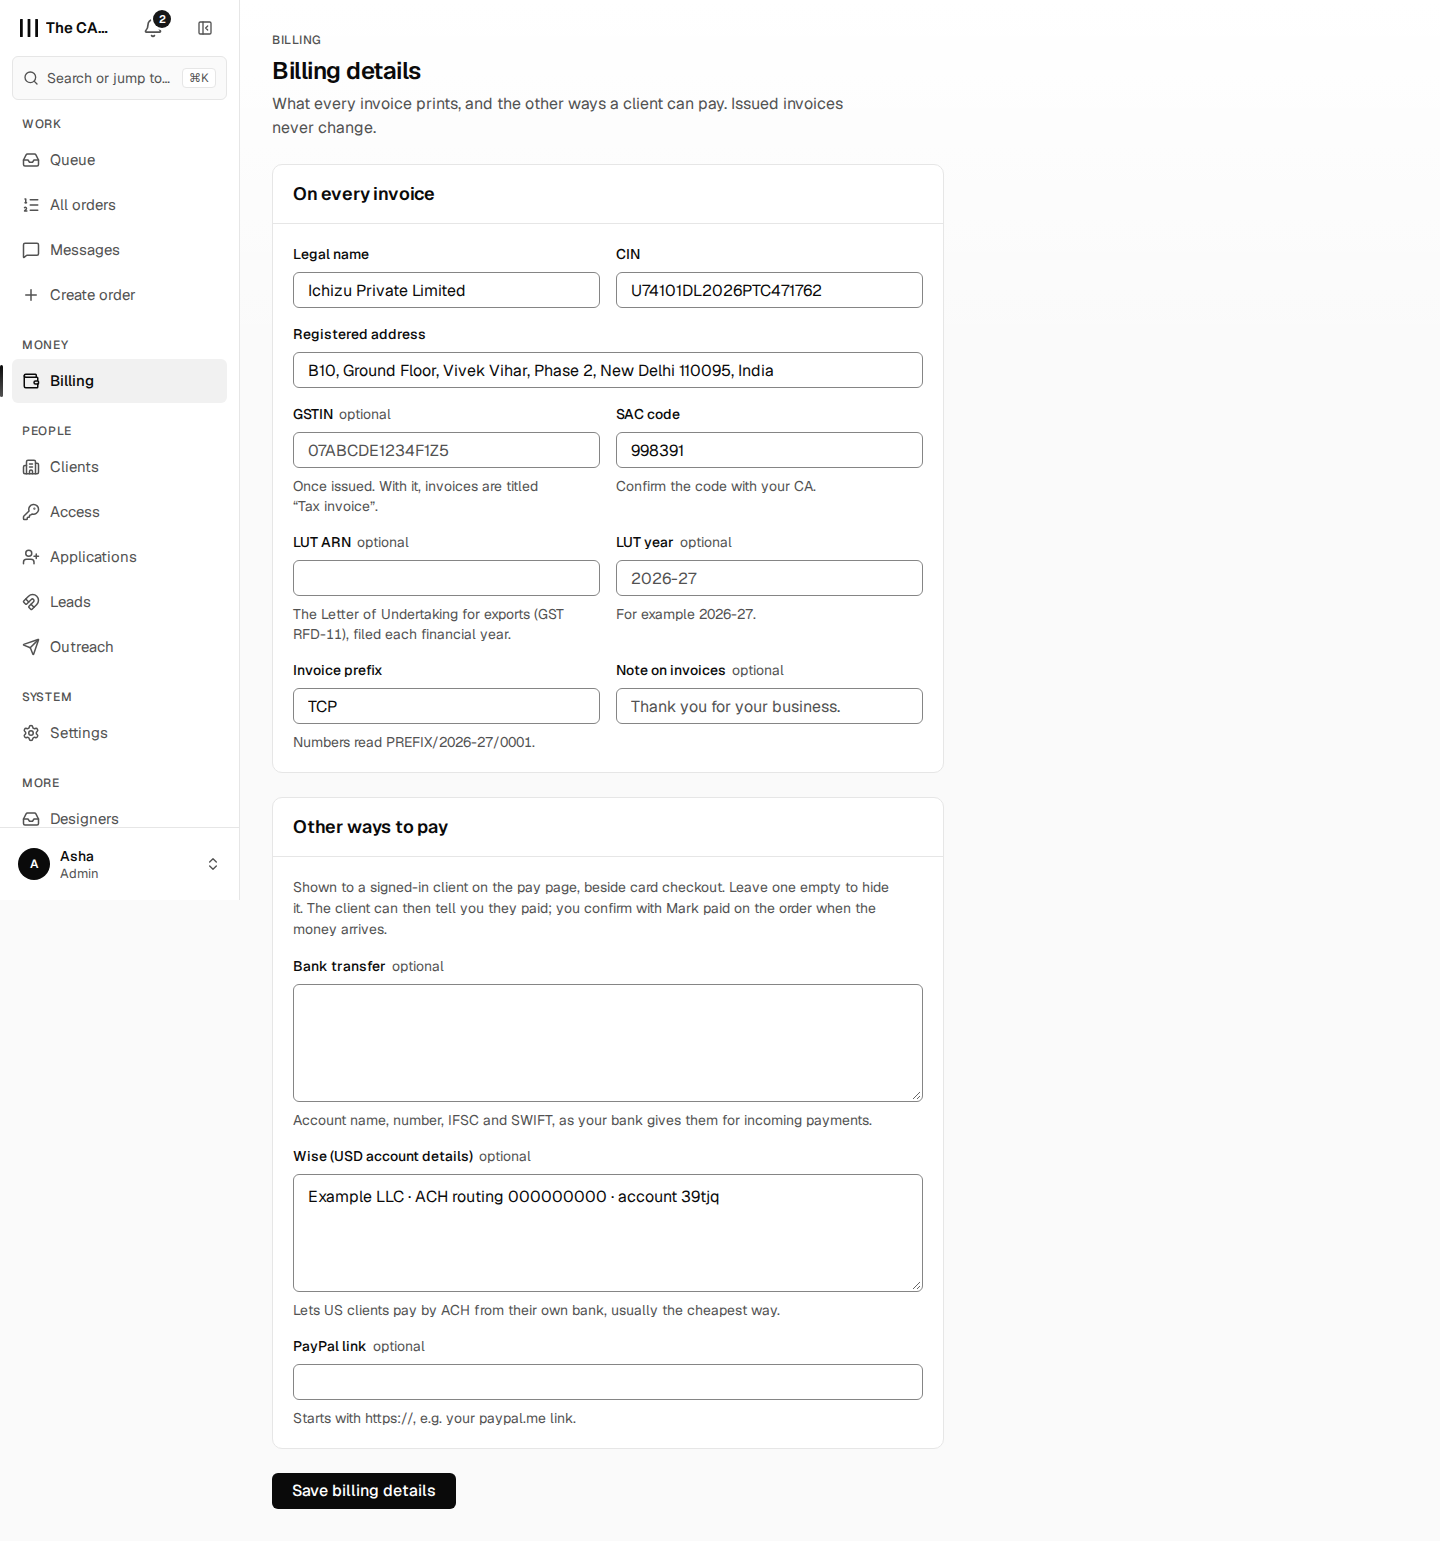 The CA...
2
Search or jump to...
⌘K
WORK
Queue
All orders
Messages
Create order
MONEY
Billing
PEOPLE
Clients
Access
Applications
Leads
Outreach
SYSTEM
Settings
MORE
Designers
A
Asha
Admin
BILLING
Billing details
What every invoice prints, and the other ways a client can pay. Issued invoices
never change.
On every invoice
Legal name
Ichizu Private Limited
CIN
U74101DL2026PTC471762
Registered address
B10, Ground Floor, Vivek Vihar, Phase 2, New Delhi 110095, India
GSTIN optional
07ABCDE1234F1Z5
Once issued. With it, invoices are titled
“Tax invoice”.
SAC code
998391
Confirm the code with your CA.
LUT ARN optional
The Letter of Undertaking for exports (GST
RFD-11), filed each financial year.
LUT year optional
2026-27
For example 2026-27.
Invoice prefix
TCP
Numbers read PREFIX/2026-27/0001.
Note on invoices optional
Thank you for your business.
Other ways to pay
Shown to a signed-in client on the pay page, beside card checkout. Leave one empty to hide
it. The client can then tell you they paid; you confirm with Mark paid on the order when the
money arrives.
Bank transfer optional
Account name, number, IFSC and SWIFT, as your bank gives them for incoming payments.
Wise (USD account details) optional
Example LLC · ACH routing 000000000 · account 39tjq
Lets US clients pay by ACH from their own bank, usually the cheapest way.
PayPal link optional
Starts with https://, e.g. your paypal.me link.
Save billing details